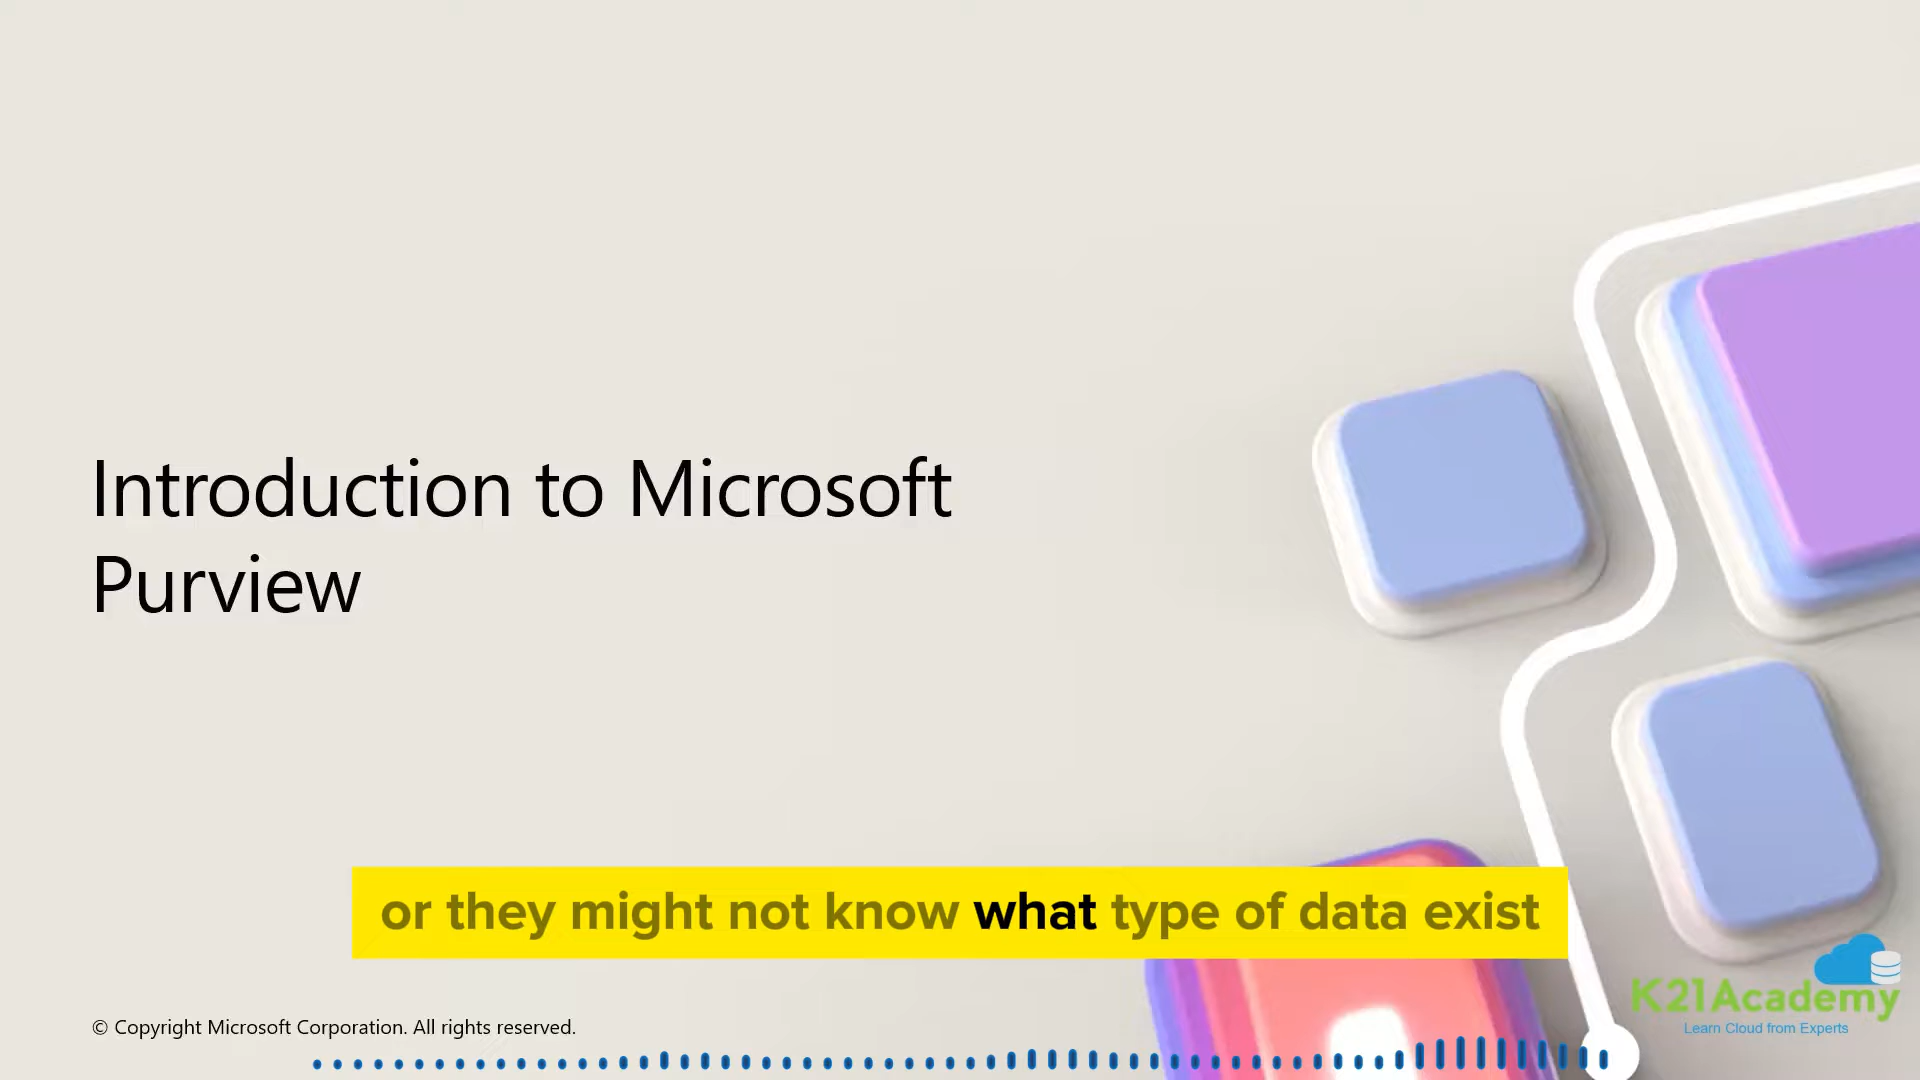 Introduction to Microsoft
Purview
or they might not know what type of data exist
K21Academy
Learn Cloud from Experts
© Copyright Microsoft Corporation. All rights reserved.